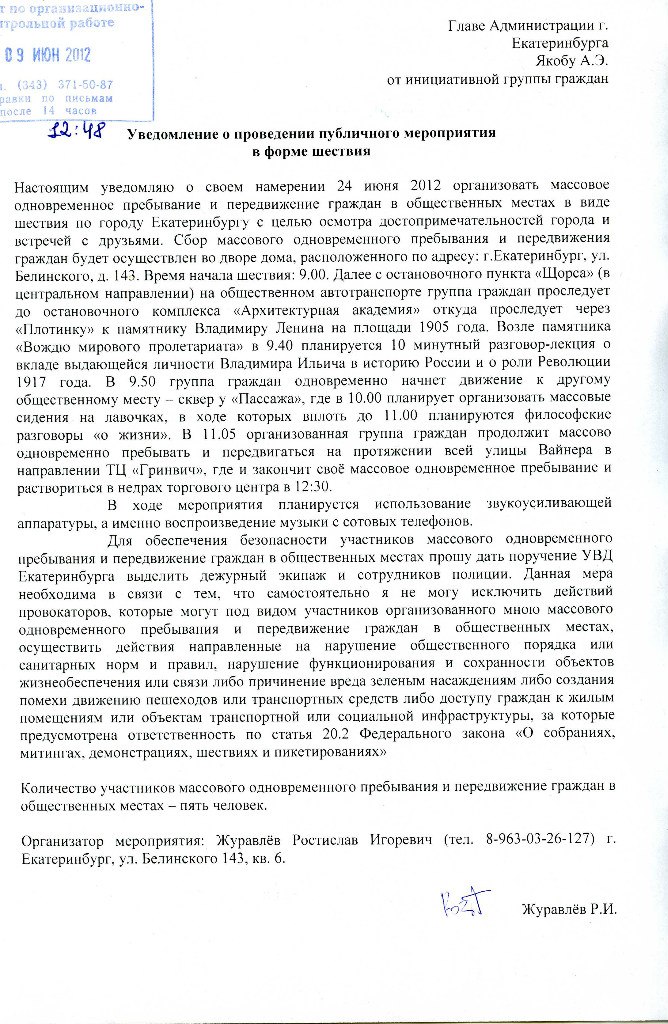 т по организационно-
нтрольной работе
09 ИЮН 2012
. (343) 371-50-87
равки по письмам
после 14 часов
12:48
Главе Администрации г.
Екатеринбурга
Якобу А.Э.
от инициативной группы граждан
Уведомление о проведении публичного мероприятия
в форме шествия
Настоящим уведомляю о своем намерении 24 июня 2012 организовать массовое
одновременное пребывание и передвижение граждан в общественных местах в виде
шествия по городу Екатеринбургу с целью осмотра достопримечательностей города и
встречей с друзьями. Сбор массового одновременного пребывания и передвижения
граждан будет осуществлен во дворе дома, расположенного по адресу: г.Екатеринбург, ул.
Белинского, д. 143. Время начала шествия: 9.00. Далее с остановочного пункта «Щорса» (в
центральном направлении) на общественном автотранспорте группа граждан проследует
до остановочного комплекса «Архитектурная академия» откуда проследует через
«Плотинку» к памятнику Владимиру Ленина на площади 1905 года. Возле памятника
«Вождю мирового пролетариата» в 9.40 планируется 10 минутный разговор-лекция о
вкладе выдающейся личности Владимира Ильича в историю России и о роли Революции
1917 года. В 9.50 группа граждан одновременно начнет движение к другому
общественному месту – сквер у «Пассажа», где в 10.00 планирует организовать массовые
сидения на лавочках, в ходе которых вплоть до 11.00 планируются философские
разговоры «о жизни». В 11.05 организованная группа граждан продолжит массово
одновременно пребывать и передвигаться на протяжении всей улицы Вайнера в
направлении ТЦ «Гринвич», где и закончит своё массовое одновременное пребывание и
раствориться в недрах торгового центра в 12:30.
В ходе мероприятия планируется использование звукоусиливающей
аппаратуры, а именно воспроизведение музыки с сотовых телефонов.
Для обеспечения безопасности участников массового одновременного
пребывания и передвижение граждан в общественных местах прошу дать поручение УВД
Екатеринбурга выделить дежурный экипаж и сотрудников полиции. Данная мера
необходима в связи с тем, что самостоятельно я не могу исключить действий
провокаторов, которые могут под видом участников организованного мною массового
одновременного пребывания и передвижение граждан в общественных местах,
осуществить действия направленные на нарушение общественного порядка или
санитарных норм и правил, нарушение функционирования и сохранности объектов
жизнеобеспечения или связи либо причинение вреда зеленым насаждениям либо создания
помехи движению пешеходов или транспортных средств либо доступу граждан к жилым
помещениям или объектам транспортной или социальной инфраструктуры, за которые
предусмотрена ответственность по статья 20.2 Федерального закона «О собраниях,
митингах, демонстрациях, шествиях и пикетированиях»
Количество участников массового одновременного пребывания и передвижение граждан в
общественных местах – пять человек.
Организатор мероприятия: Журавлёв Ростислав Игоревич (тел. 8-963-03-26-127) г.
Екатеринбург, ул. Белинского 143, кв. 6.
Журавлёв Р.И.